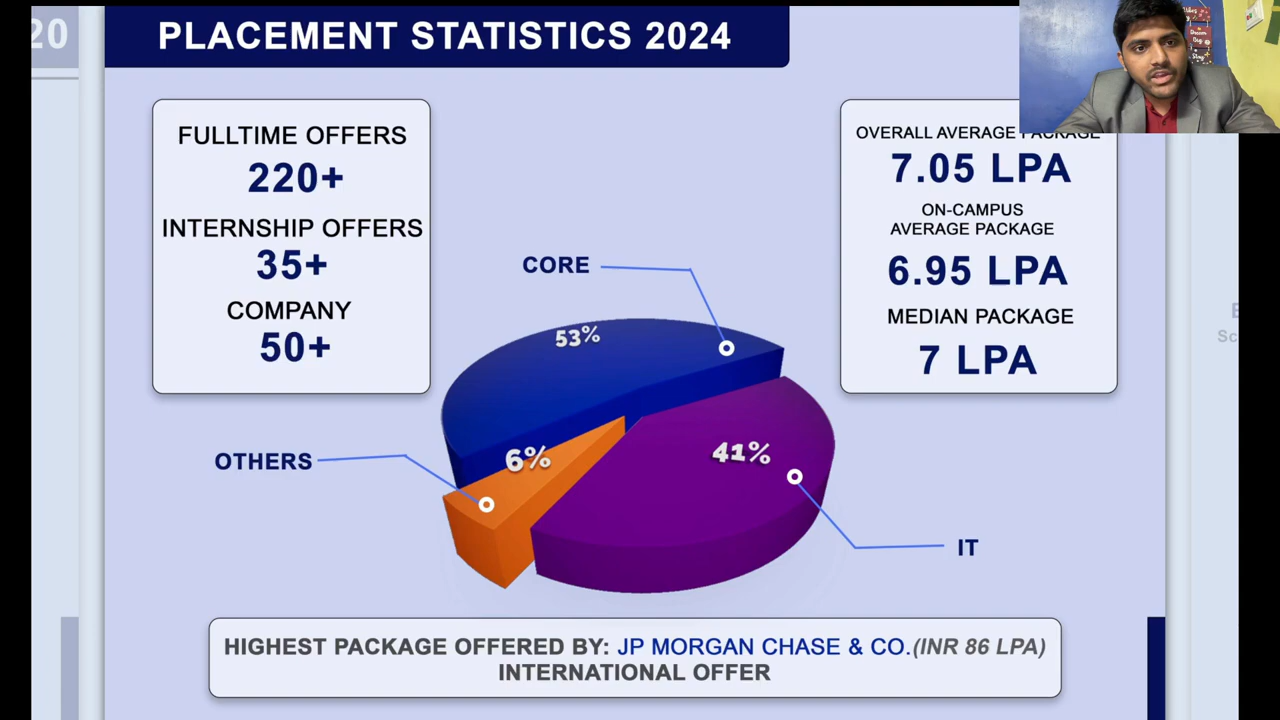 20
PLACEMENT STATISTICS 2024
FULLTIME OFFERS
220+
INTERNSHIP OFFERS
35+
COMPANY
50+
OVERALL AVERAGE PACKAGE
7.05 LPA
ON-CAMPUS
AVERAGE PACKAGE
6.95 LPA
MEDIAN PACKAGE
7 LPA
CORE
53%
OTHERS
6%
41%
IT
HIGHEST PACKAGE OFFERED BY: JP MORGAN CHASE & CO.(INR 86 LPA)
INTERNATIONAL OFFER